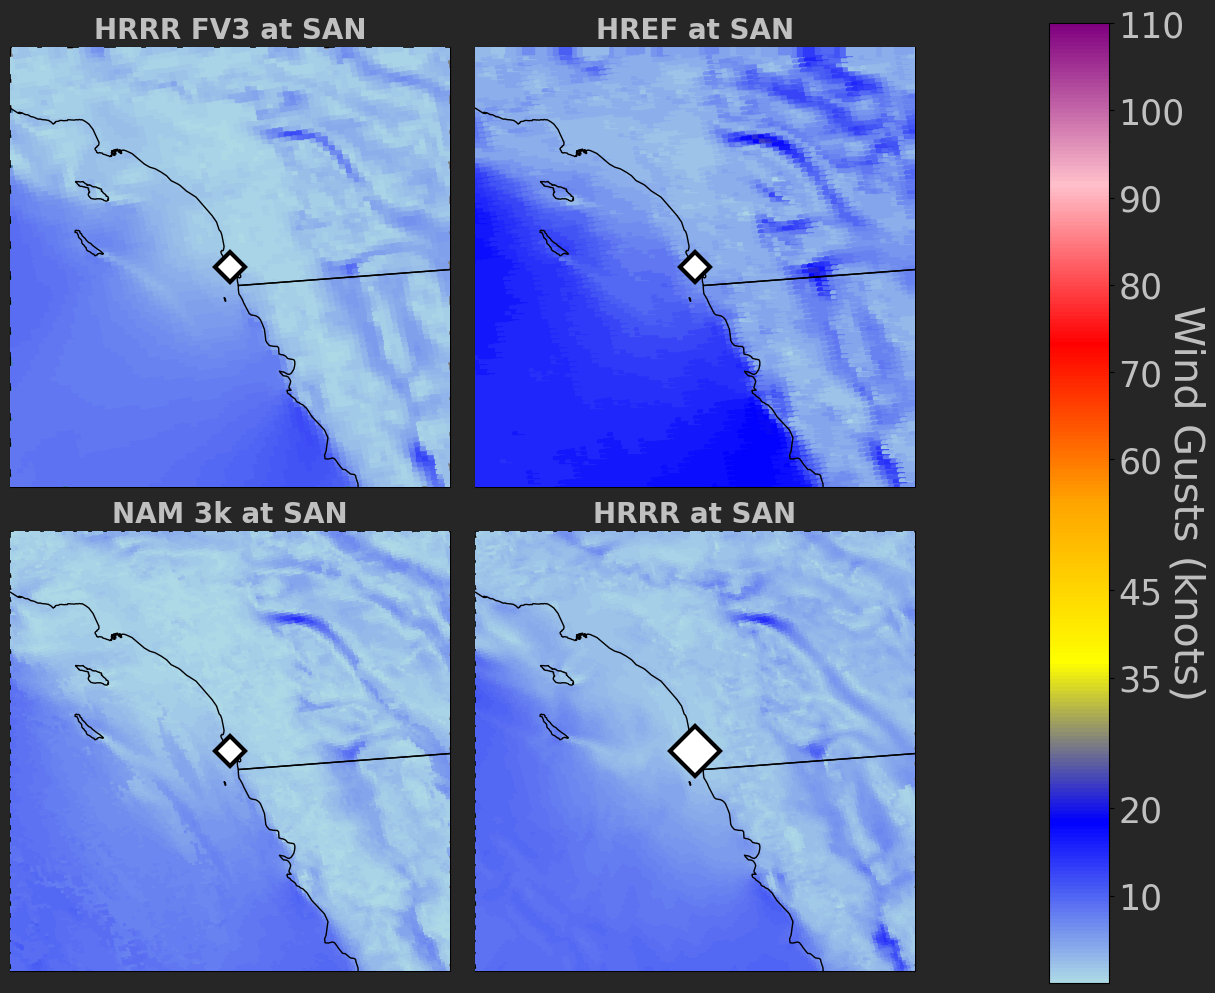 HRRR FV3 at SAN
HREF at SAN
NAM 3k at SAN
HRRR at SAN
110
100
90
80
70
60
45
35
20
10
Wind Gusts (knots)